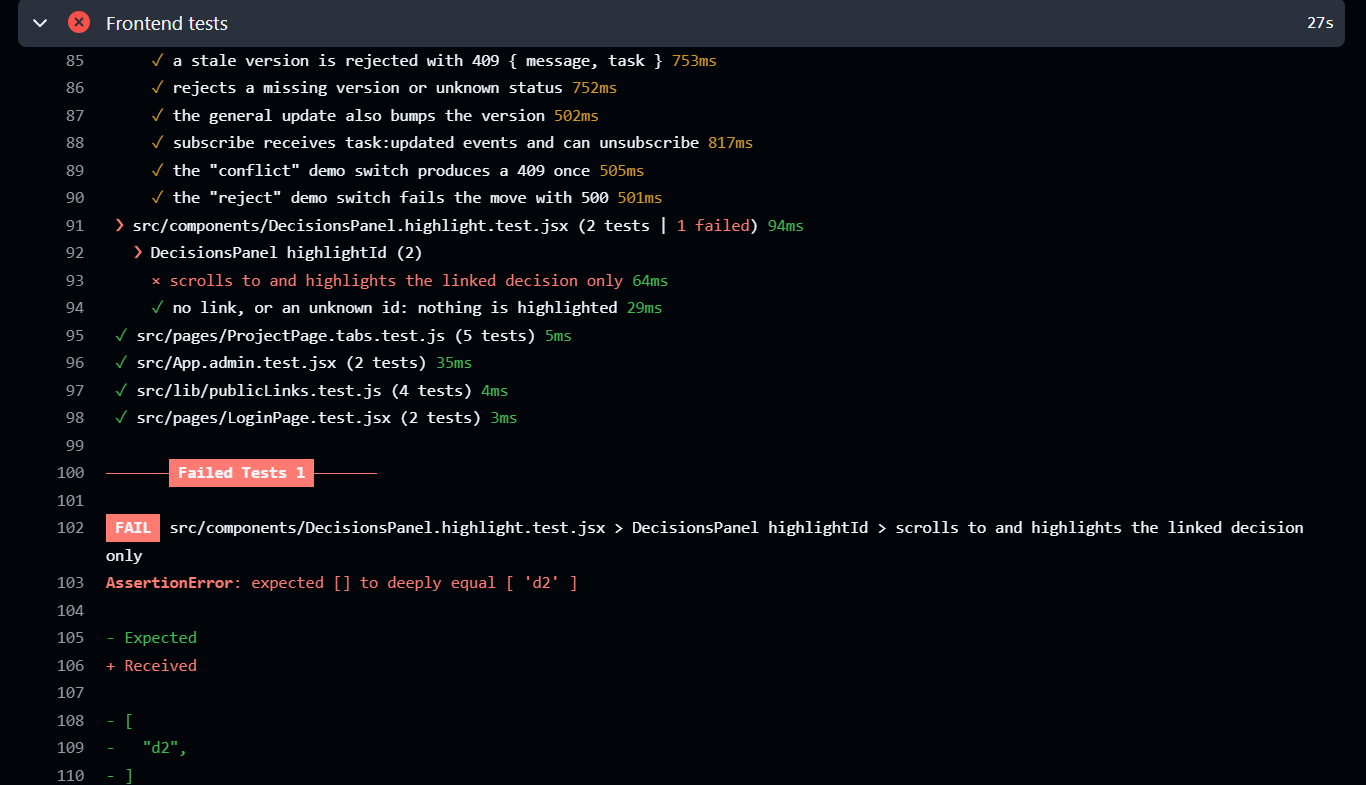 Frontend tests 27s
85 ✓ a stale version is rejected with 409 { message, task } 753ms
86 ✓ rejects a missing version or unknown status 752ms
87 ✓ the general update also bumps the version 502ms
88 ✓ subscribe receives task:updated events and can unsubscribe 817ms
89 ✓ the "conflict" demo switch produces a 409 once 505ms
90 ✓ the "reject" demo switch fails the move with 500 501ms
91 ❯ src/components/DecisionsPanel.highlight.test.jsx (2 tests | 1 failed) 94ms
92 ❯ DecisionsPanel highlightId (2)
93 × scrolls to and highlights the linked decision only 64ms
94 ✓ no link, or an unknown id: nothing is highlighted 29ms
95 ✓ src/pages/ProjectPage.tabs.test.js (5 tests) 5ms
96 ✓ src/App.admin.test.jsx (2 tests) 35ms
97 ✓ src/lib/publicLinks.test.js (4 tests) 4ms
98 ✓ src/pages/LoginPage.test.jsx (2 tests) 3ms
99
100 ——————— Failed Tests 1 ———————
101
102 FAIL src/components/DecisionsPanel.highlight.test.jsx > DecisionsPanel highlightId > scrolls to and highlights the linked decision
only
103 AssertionError: expected [] to deeply equal [ 'd2' ]
104
105 - Expected
106 + Received
107
108 - [
109 -   "d2",
110 - ]